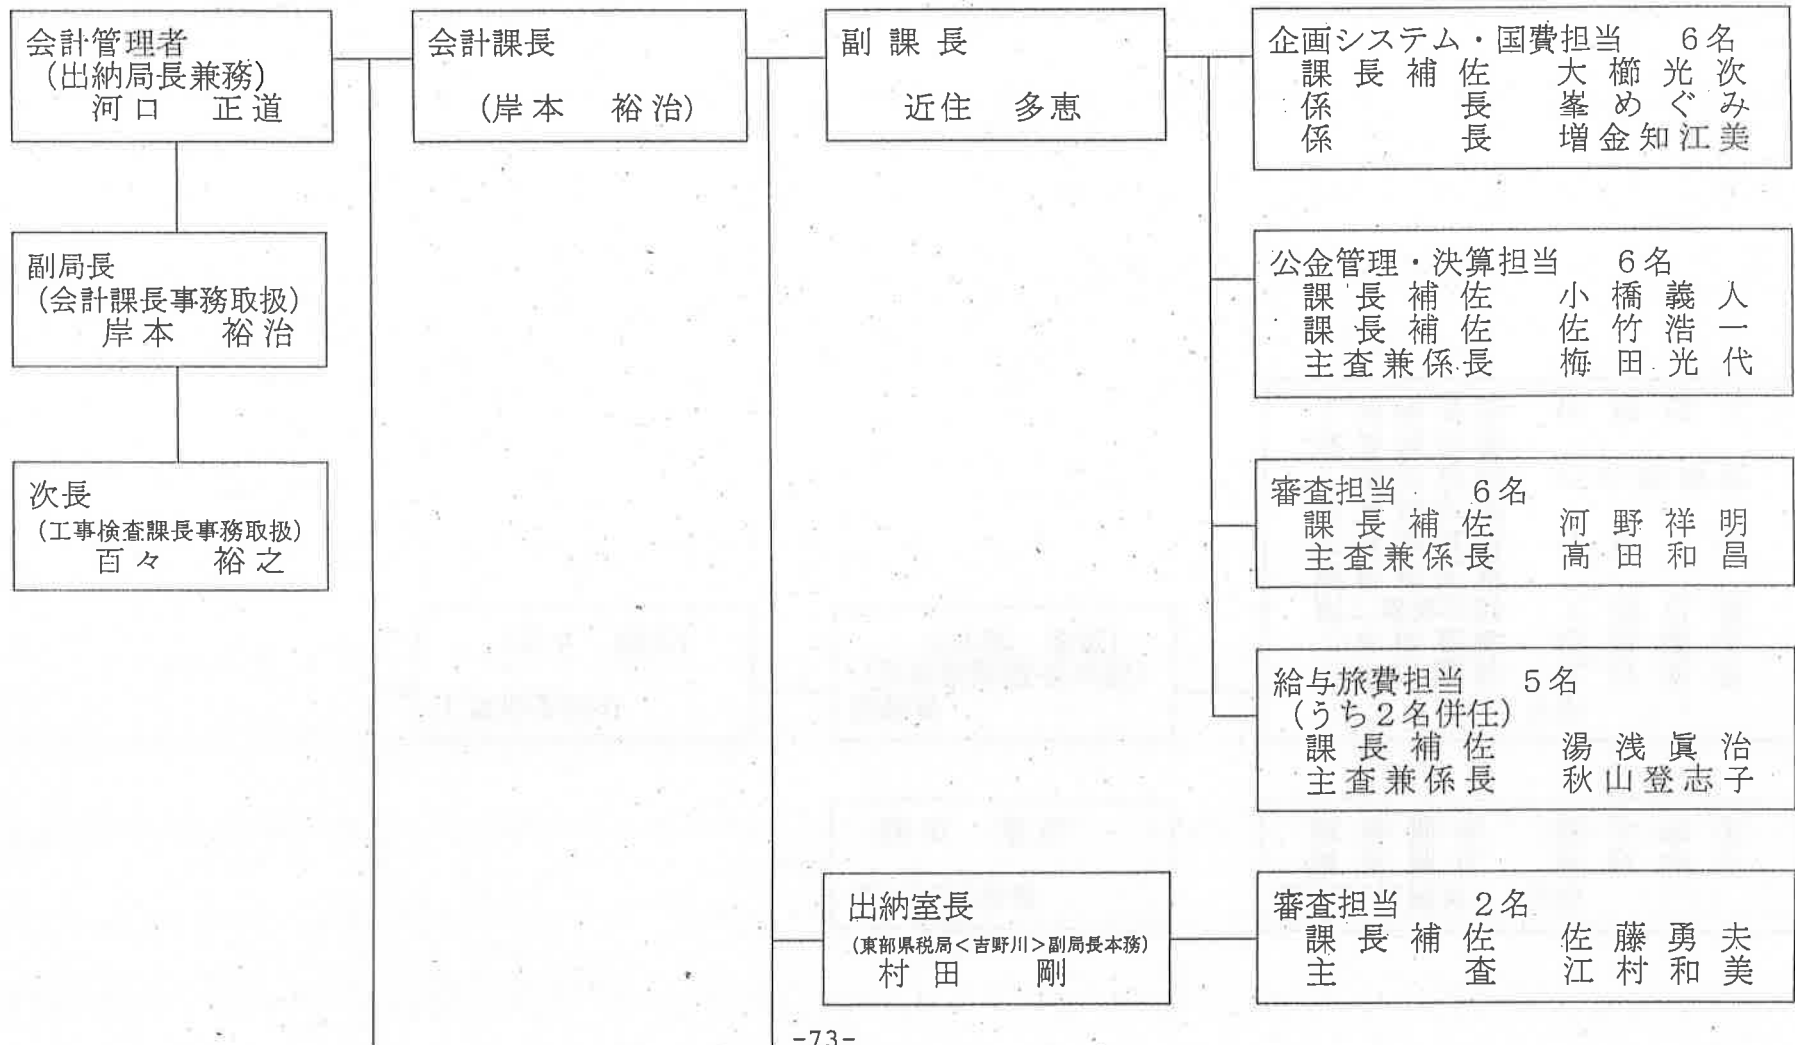 会計管理者
(出納局長兼務)
河口 正道
副局長
(会計課長事務取扱)
岸本 裕治
次長
(工事検査課長事務取扱)
百々 裕之
会計課長
(岸本 裕治)
副課長
近住 多恵
企画システム・国費担当 6名
課長補佐 大櫛光次
係長 峯めぐみ
係長 増金知江美
公金管理・決算担当 6名
課長補佐 小橋義人
課長補佐 佐竹浩一
主査兼係長 梅田光代
審査担当 6名
課長補佐 河野祥明
主査兼係長 高田和昌
給与旅費担当 5名
(うち2名併任)
課長補佐 湯浅眞治
主査兼係長 秋山登志子
出納室長
(東部県税局<吉野川>副局長本務)
村田 剛
審査担当 2名
課長補佐 佐藤勇夫
主査 江村和美
-73-